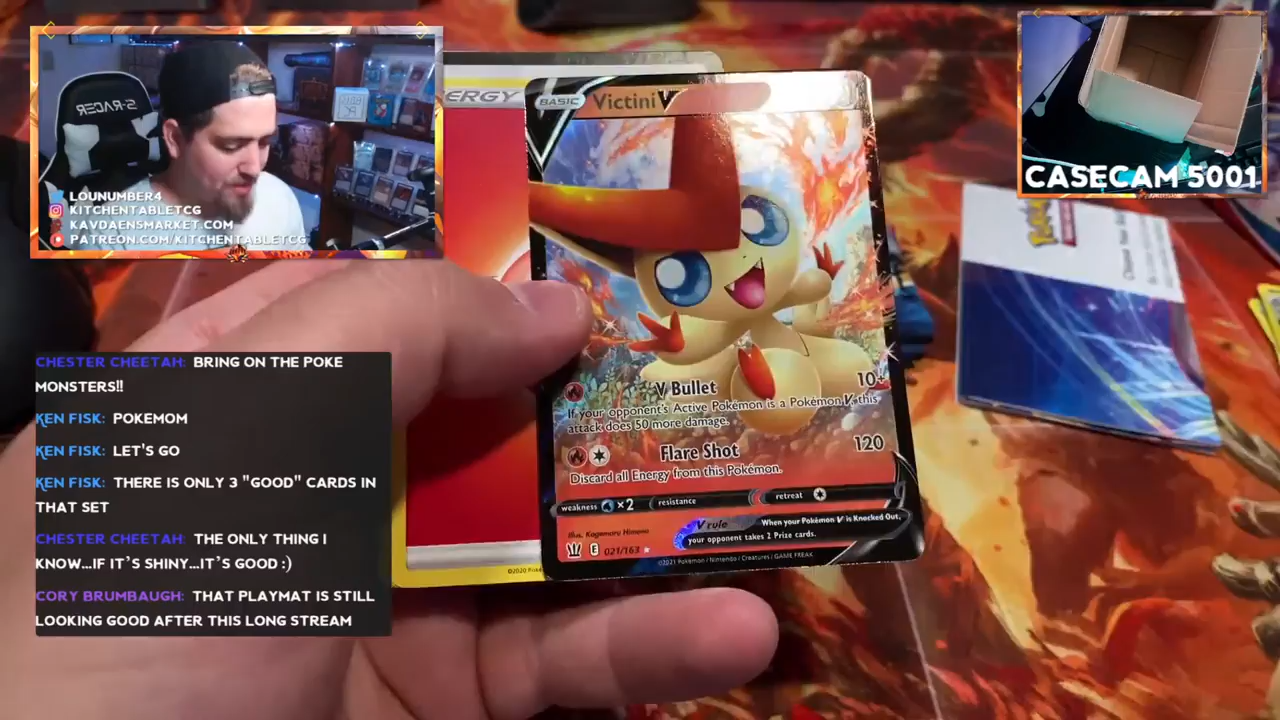 LOUNUMBER4
KITCHENTABLETCG
KAVDAENSMARKET.COM
PATREON.COM/KITCHENTABLETCG
CASECAM 5001
CHESTER CHEETAH: BRING ON THE POKE
MONSTERS!!
KEN FISK: POKEMOM
KEN FISK: LET'S GO
KEN FISK: THERE IS ONLY 3 "GOOD" CARDS IN
THAT SET
CHESTER CHEETAH: THE ONLY THING I
KNOW...IF IT'S SHINY...IT'S GOOD :)
CORY BRUMBAUGH: THAT PLAYMAT IS STILL
LOOKING GOOD AFTER THIS LONG STREAM
ERGY
BASIC Victini V
V Bullet 10+
If your opponent's Active Pokémon is a Pokémon V, this
attack does 50 more damage.
Flare Shot 120
Discard all Energy from this Pokémon.
weakness ×2 resistance retreat
Illus. Kagemaru Himeno
V rule When your Pokémon V is Knocked Out,
your opponent takes 2 Prize cards.
E 021/163
©2021 Pokémon / Nintendo / Creatures / GAME FREAK
©2020